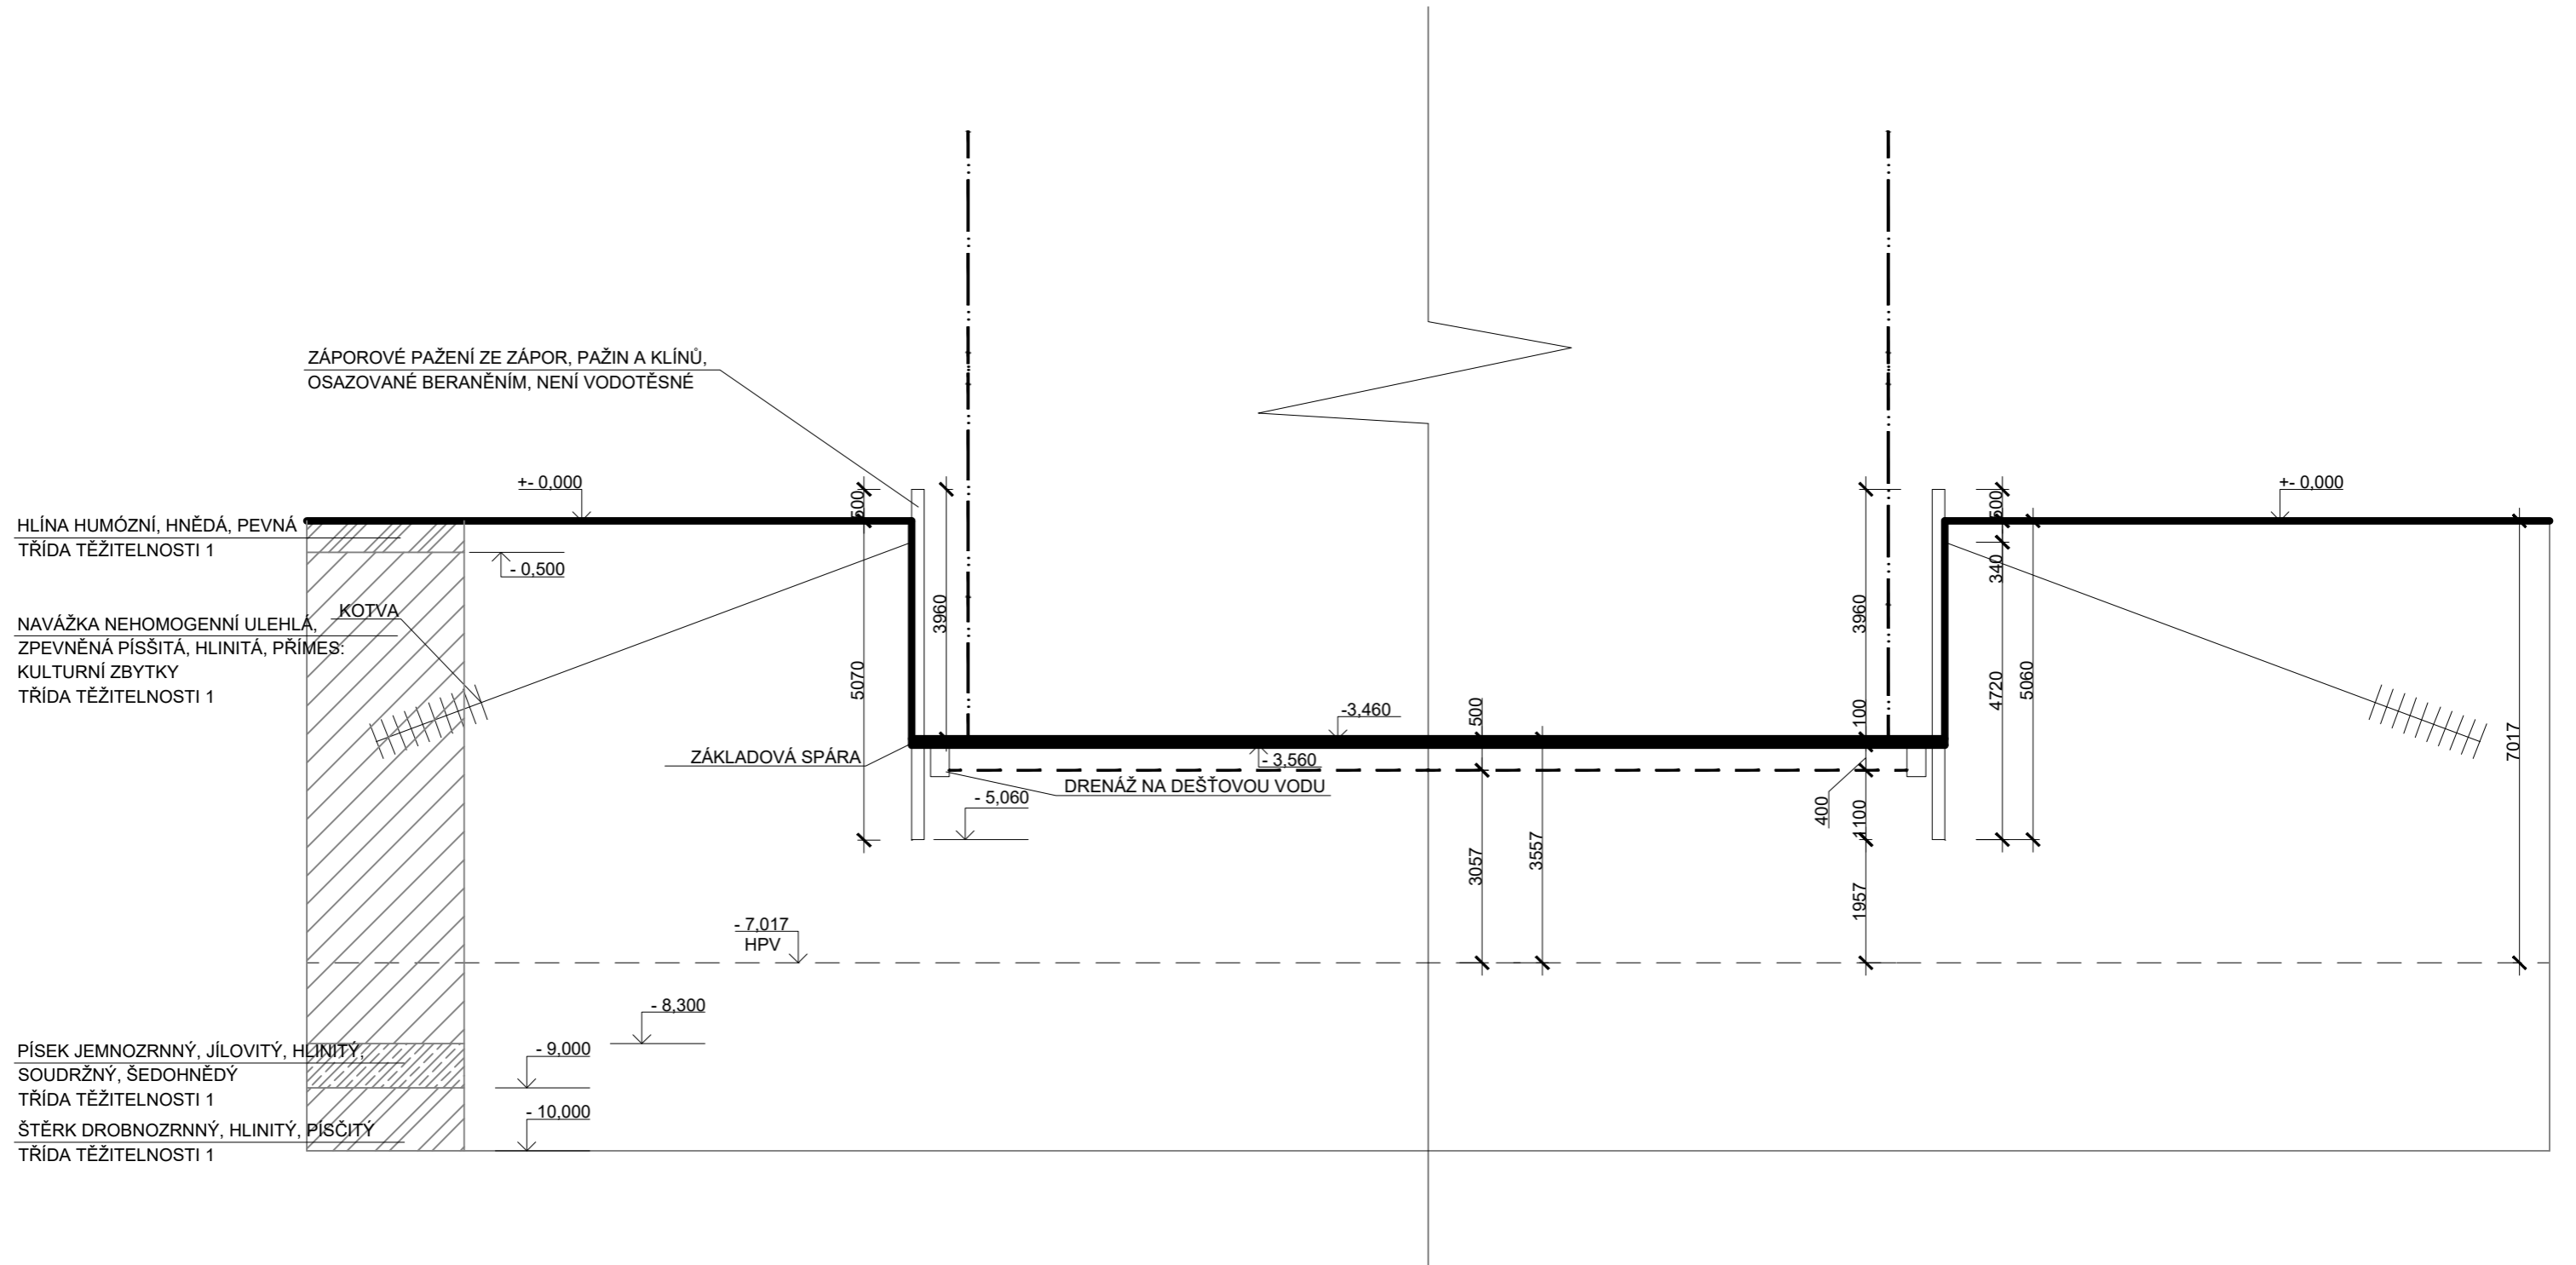 ZÁPOROVÉ PAŽENÍ ZE ZÁPOR, PAŽIN A KLÍNŮ,
OSAZOVANÉ BERANĚNÍM, NENÍ VODOTĚSNÉ
+- 0,000
+- 0,000
HLÍNA HUMÓZNÍ, HNĚDÁ, PEVNÁ
TŘÍDA TĚŽITELNOSTI 1
- 0,500
500
5070
3960
3960
100
500
340
4720
5060
7017
KOTVA
NAVÁŽKA NEHOMOGENNÍ ULEHLÁ,
ZPEVNĚNÁ PÍSŠITÁ, HLINITÁ, PŘÍMES:
KULTURNÍ ZBYTKY
TŘÍDA TĚŽITELNOSTI 1
-3,460
500
ZÁKLADOVÁ SPÁRA
- 3,560
DRENÁŽ NA DEŠŤOVOU VODU
- 5,060
400
1100
3057
3557
1957
- 7,017
HPV
- 8,300
- 9,000
- 10,000
PÍSEK JEMNOZRNNÝ, JÍLOVITÝ, HLINITÝ,
SOUDRŽNÝ, ŠEDOHNĚDÝ
TŘÍDA TĚŽITELNOSTI 1
ŠTĚRK DROBNOZRNNÝ, HLINITÝ, PÍSČITÝ
TŘÍDA TĚŽITELNOSTI 1